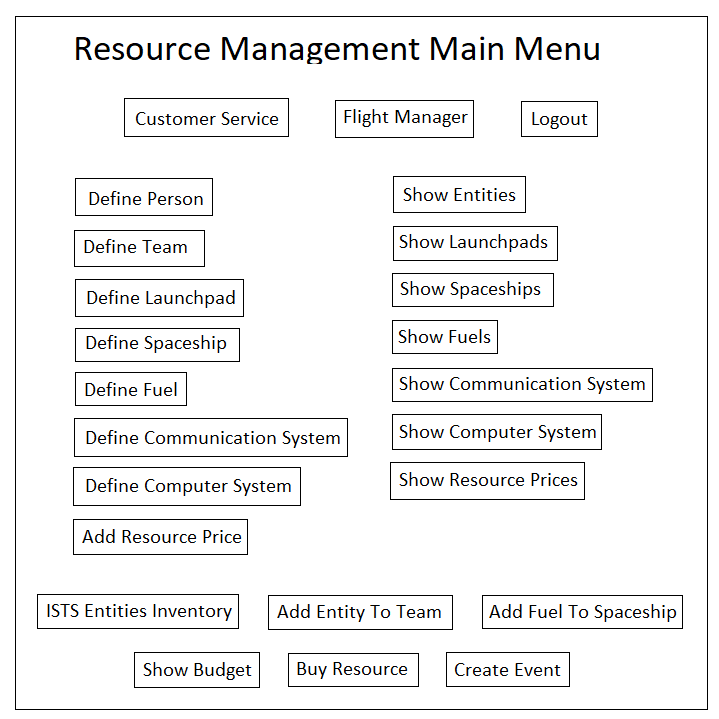 Resource Management Main Menu
Customer Service
Flight Manager
Logout
Define Person
Define Team
Define Launchpad
Define Spaceship
Define Fuel
Define Communication System
Define Computer System
Add Resource Price
Show Entities
Show Launchpads
Show Spaceships
Show Fuels
Show Communication System
Show Computer System
Show Resource Prices
ISTS Entities Inventory
Add Entity To Team
Add Fuel To Spaceship
Show Budget
Buy Resource
Create Event